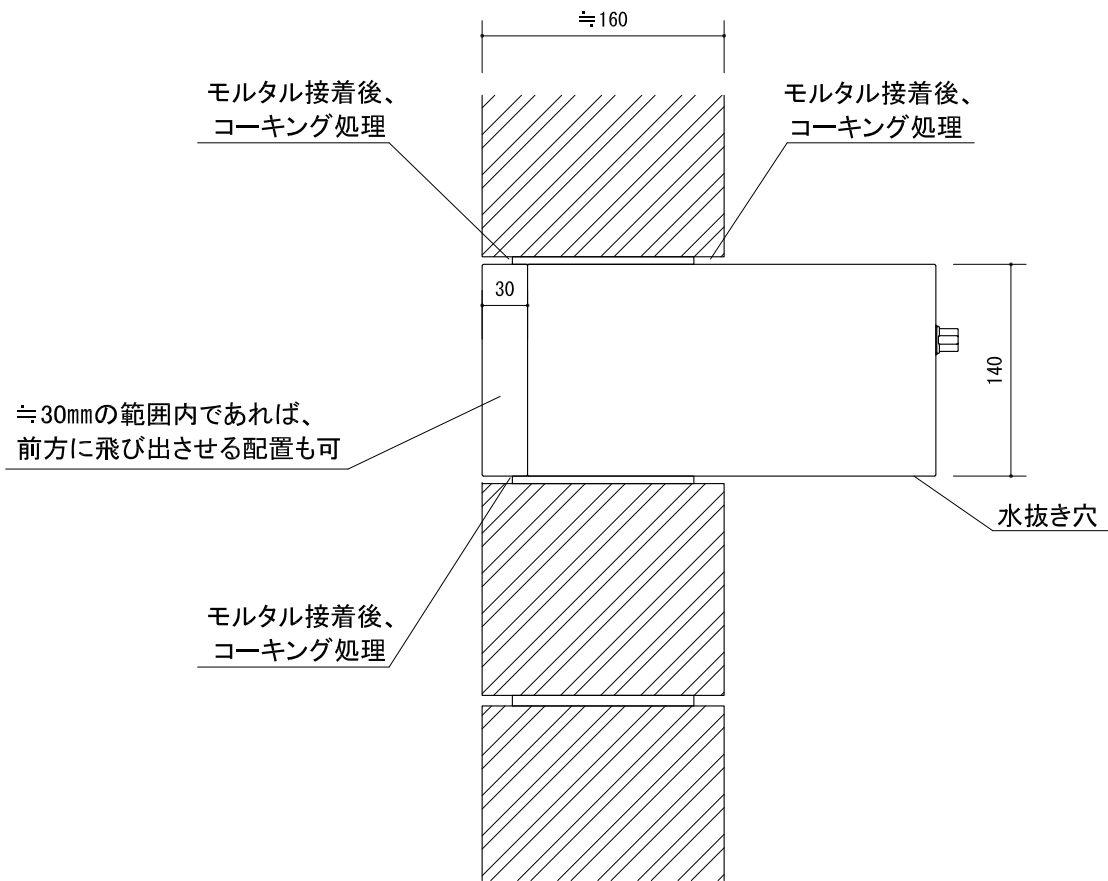 ≒160
モルタル接着後、
コーキング処理
モルタル接着後、
コーキング処理
30
140
≒30㎜の範囲内であれば、
前方に飛び出させる配置も可
水抜き穴
モルタル接着後、
コーキング処理